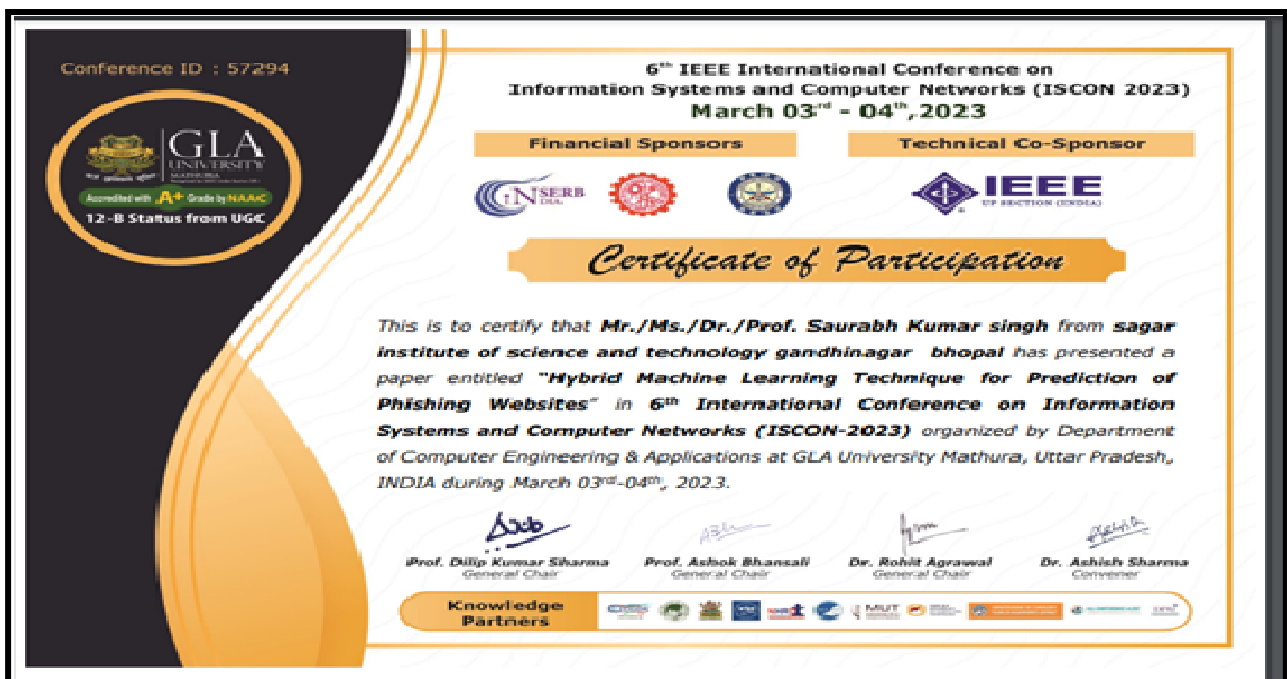 Conference ID : 57294
GLA
UNIVERSITY
MATHURA
Accredited with A+ Grade by NAAC
12-B Status from UGC
6th IEEE International Conference on
Information Systems and Computer Networks (ISCON 2023)
March 03rd - 04th,2023
Financial Sponsors
Technical Co-Sponsor
SERB
IEEE
UP SECTION (INDIA)
Certificate of Participation
This is to certify that Mr./Ms./Dr./Prof. Saurabh Kumar singh from sagar
institute of science and technology gandhinagar bhopal has presented a
paper entitled "Hybrid Machine Learning Technique for Prediction of
Phishing Websites" in 6th International Conference on Information
Systems and Computer Networks (ISCON-2023) organized by Department
of Computer Engineering & Applications at GLA University Mathura, Uttar Pradesh,
INDIA during March 03rd-04th, 2023.
Prof. Dilip Kumar Sharma
General Chair
Prof. Ashok Bhansali
General Chair
Dr. Rohit Agrawal
General Chair
Dr. Ashish Sharma
Convener
Knowledge
Partners
MUT